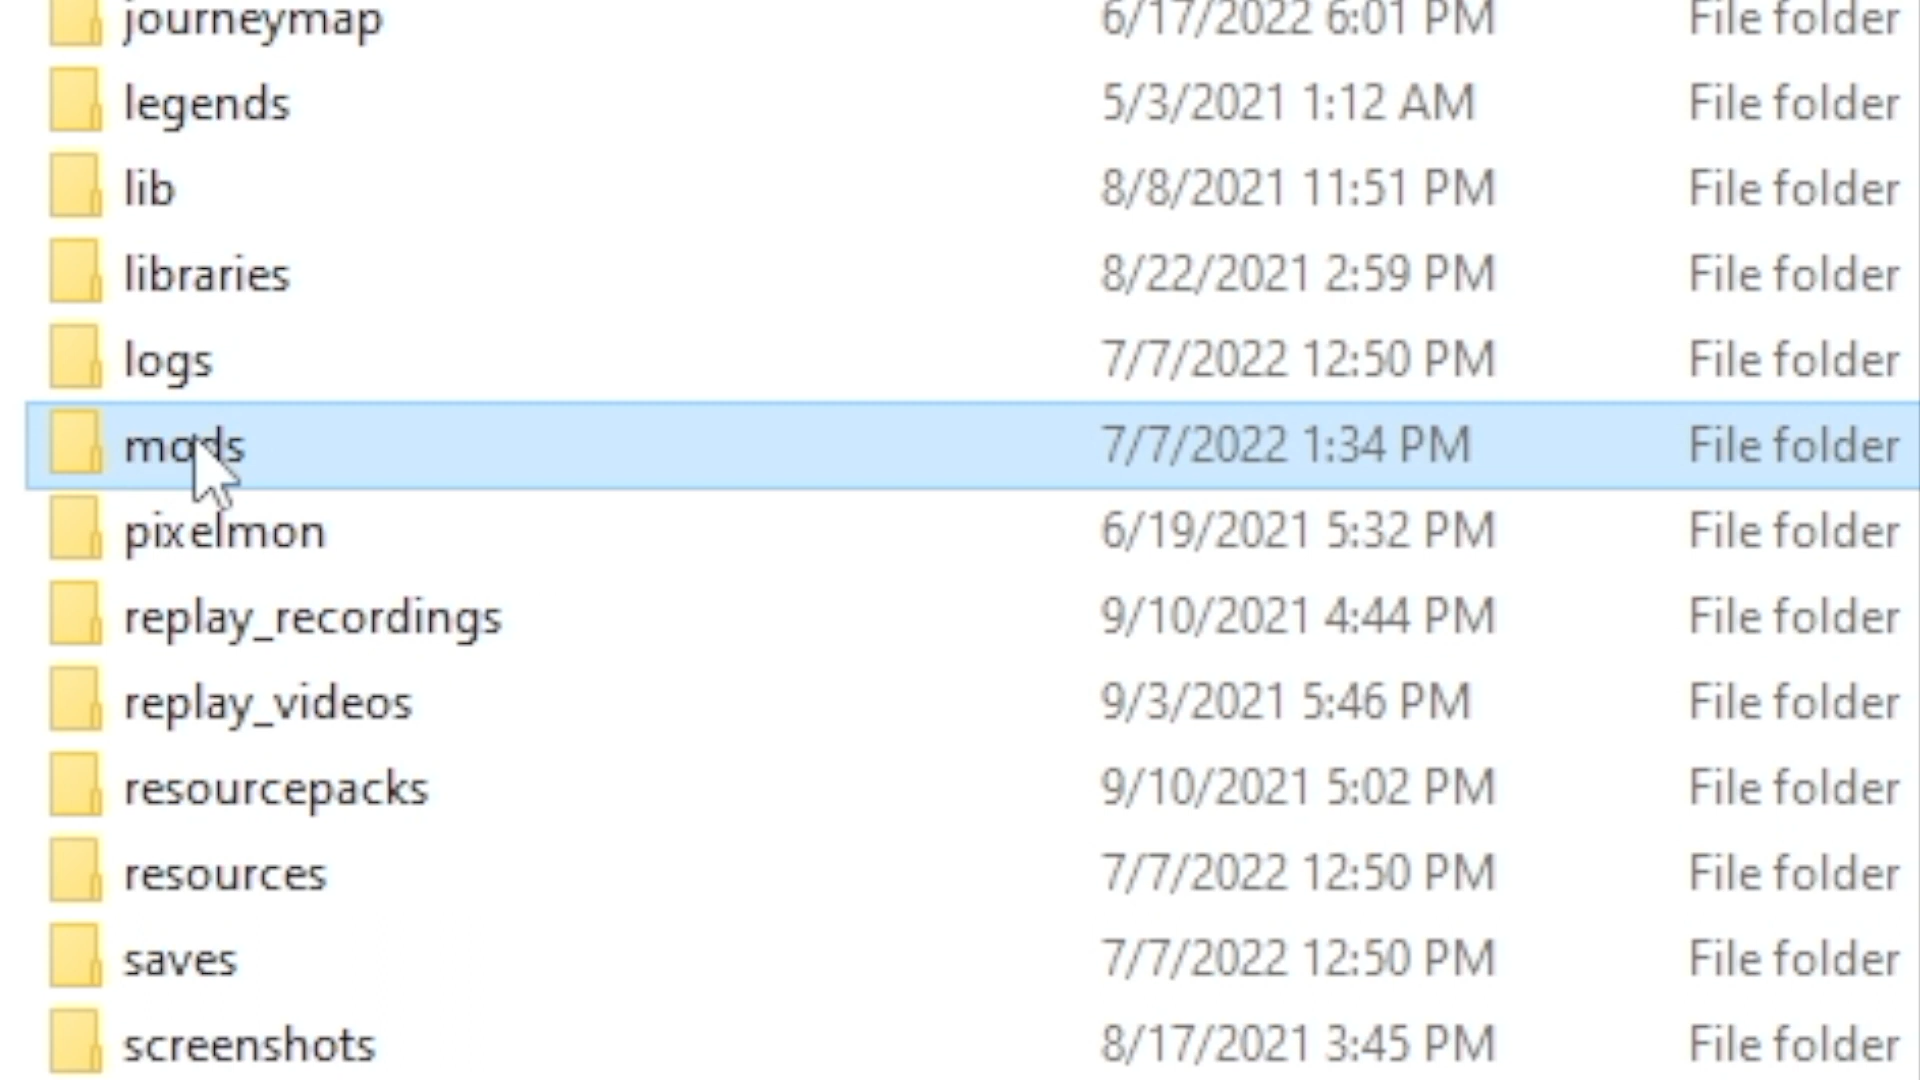 journeymap 6/17/2022 6:01 PM File folder
legends 5/3/2021 1:12 AM File folder
lib 8/8/2021 11:51 PM File folder
libraries 8/22/2021 2:59 PM File folder
logs 7/7/2022 12:50 PM File folder
mods 7/7/2022 1:34 PM File folder
pixelmon 6/19/2021 5:32 PM File folder
replay_recordings 9/10/2021 4:44 PM File folder
replay_videos 9/3/2021 5:46 PM File folder
resourcepacks 9/10/2021 5:02 PM File folder
resources 7/7/2022 12:50 PM File folder
saves 7/7/2022 12:50 PM File folder
screenshots 8/17/2021 3:45 PM File folder